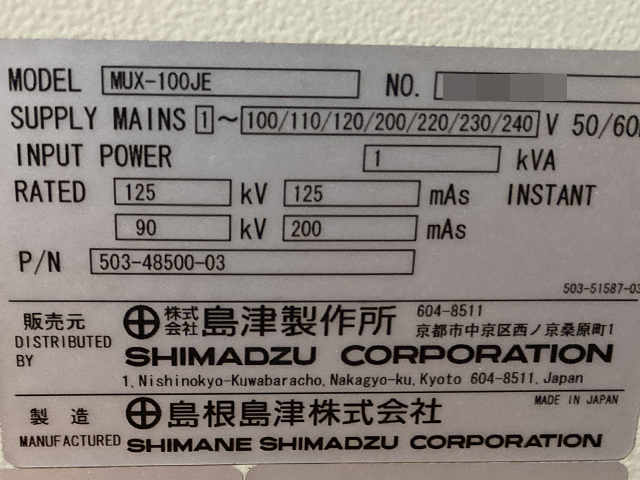 MODEL MUX-100JE NO.
SUPPLY MAINS 1~ 100/110/120/200/220/230/240 V 50/60
INPUT POWER 1 kVA
RATED 125 kV 125 mAs INSTANT
90 kV 200 mAs
P/N 503-48500-03
503-51587-03
販売元 株式会社 島津製作所 604-8511
京都市中京区西ノ京桑原町1
DISTRIBUTED BY SHIMADZU CORPORATION
1, Nishinokyo-Kuwabaracho, Nakagyo-ku, Kyoto 604-8511, Japan
製造 島根島津株式会社 MADE IN JAPAN
MANUFACTURED SHIMANE SHIMADZU CORPORATION